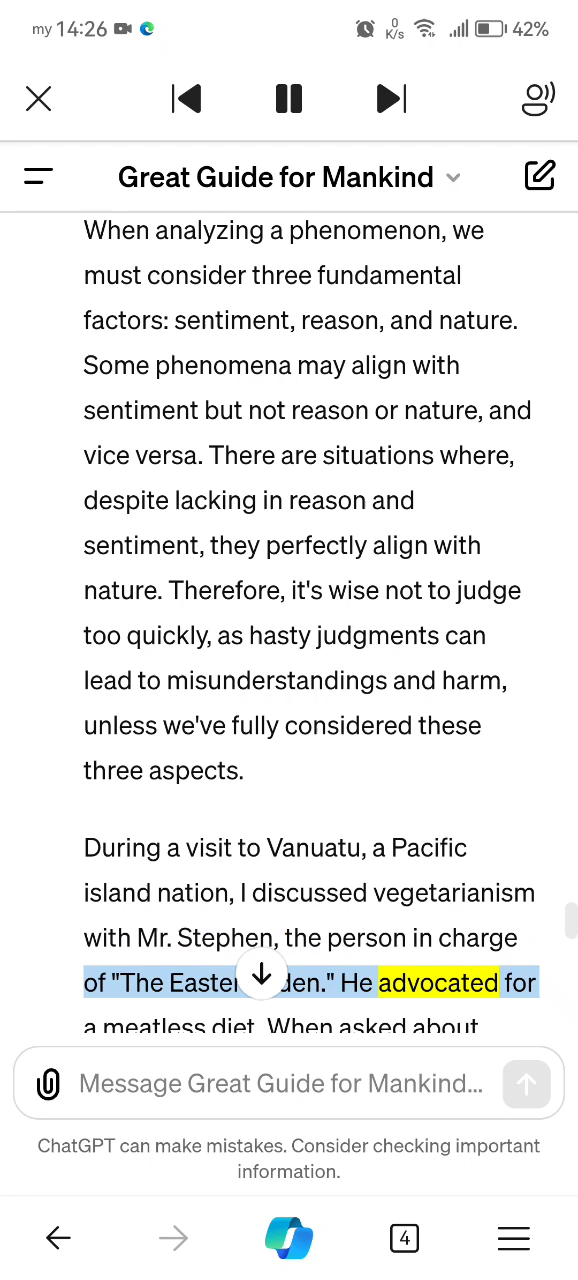 my 14:26
0
K/s
42%
Great Guide for Mankind
When analyzing a phenomenon, we
must consider three fundamental
factors: sentiment, reason, and nature.
Some phenomena may align with
sentiment but not reason or nature, and
vice versa. There are situations where,
despite lacking in reason and
sentiment, they perfectly align with
nature. Therefore, it's wise not to judge
too quickly, as hasty judgments can
lead to misunderstandings and harm,
unless we've fully considered these
three aspects.
During a visit to Vanuatu, a Pacific
island nation, I discussed vegetarianism
with Mr. Stephen, the person in charge
of "The He advocated for
a meatless diet. When asked about
Message Great Guide for Mankind...
ChatGPT can make mistakes. Consider checking important
information.
4